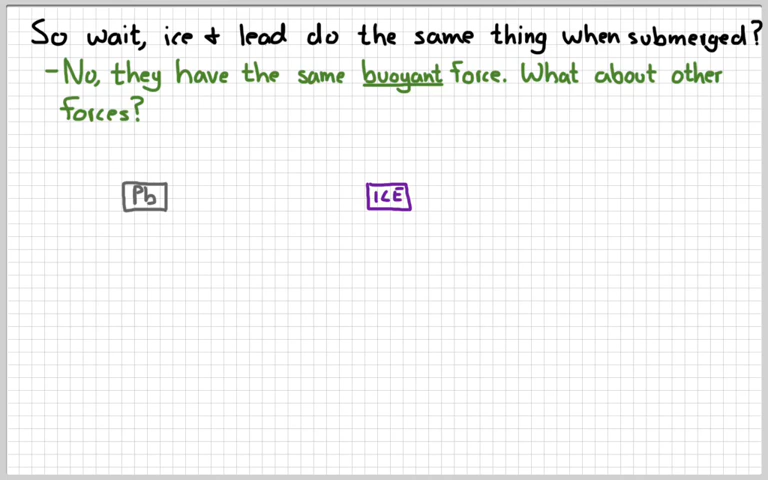 So wait, ice & lead do the same thing when submerged?
- No, they have the same buoyant force. What about other
forces?
Pb
ICE